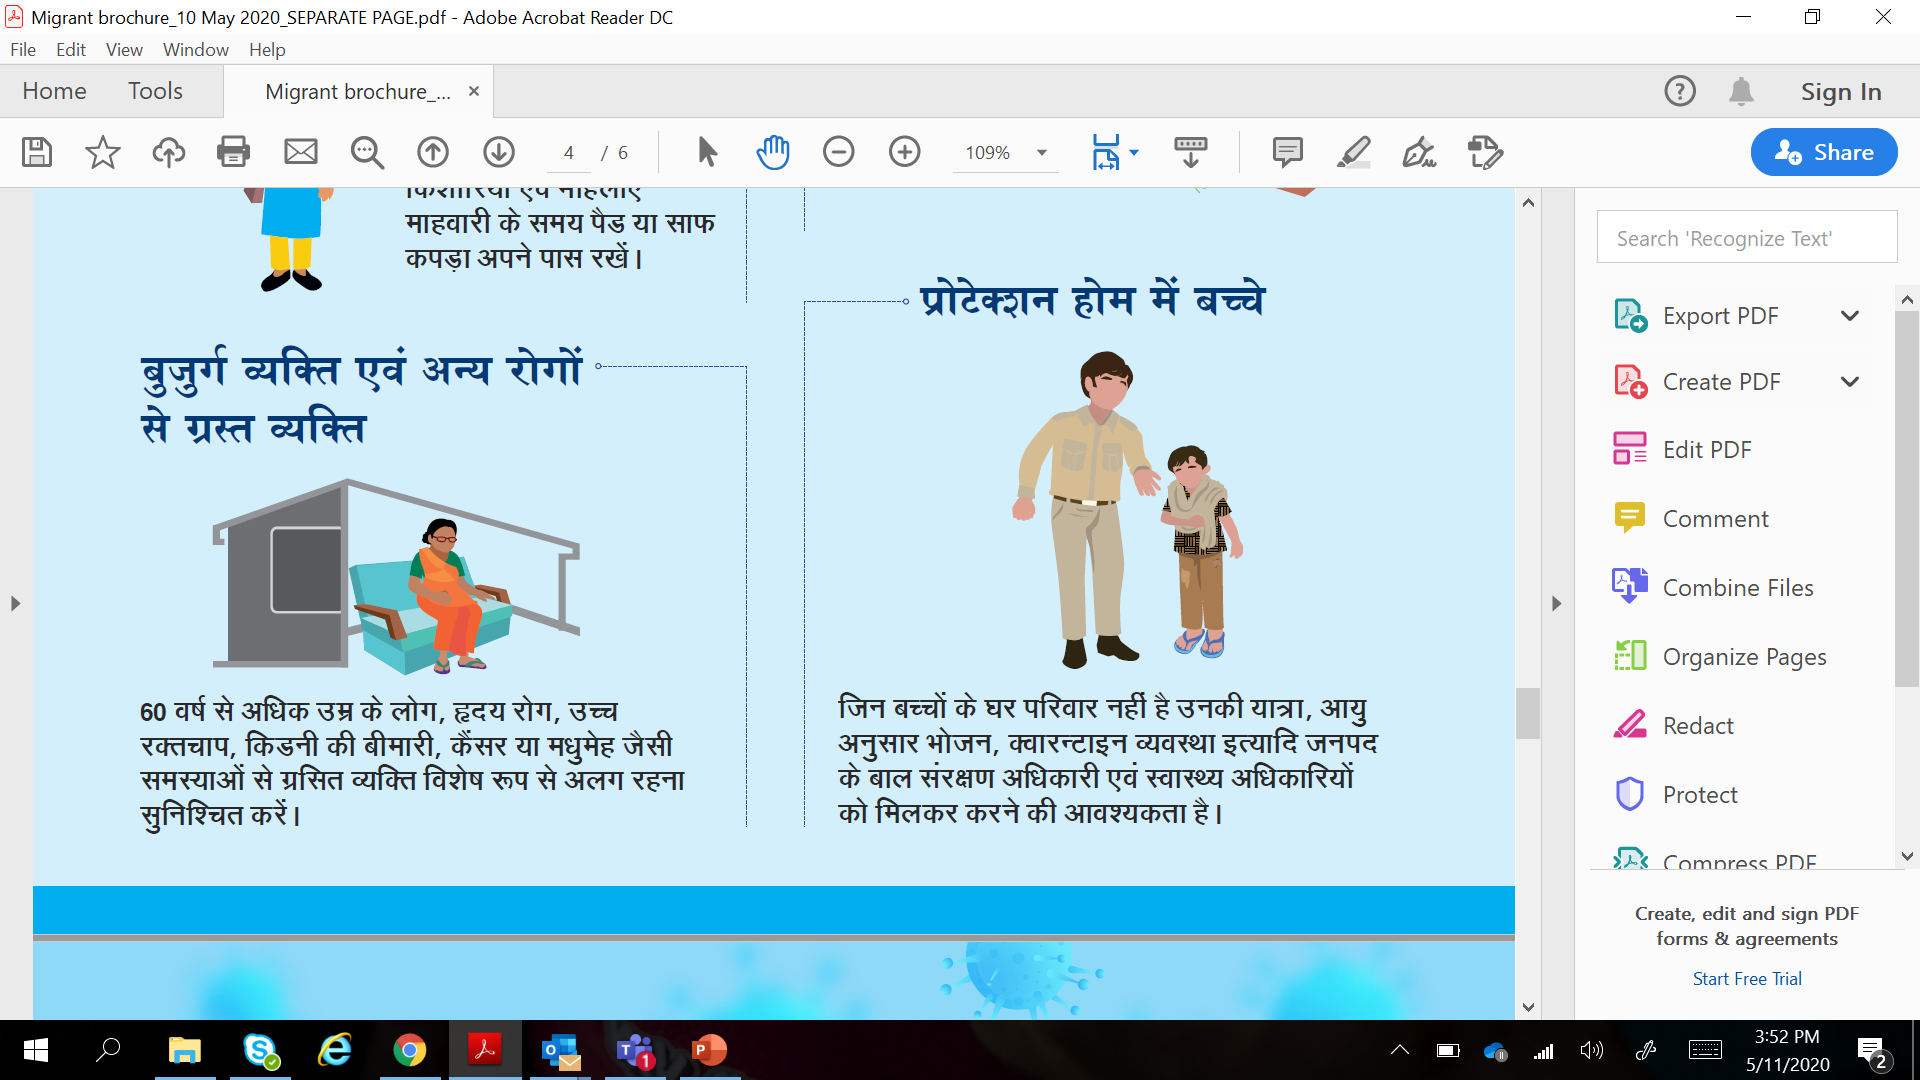 Migrant brochure_10 May 2020_SEPARATE PAGE.pdf - Adobe Acrobat Reader DC
File Edit View Window Help
Home Tools Migrant brochure_... × Sign In
4 / 6 109% Share
किशोरियां एवं महिलाएं
माहवारी के समय पैड या साफ
कपड़ा अपने पास रखें।
बुजुर्ग व्यक्ति एवं अन्य रोगों
से ग्रस्त व्यक्ति
60 वर्ष से अधिक उम्र के लोग, हृदय रोग, उच्च
रक्तचाप, किडनी की बीमारी, कैंसर या मधुमेह जैसी
समस्याओं से ग्रसित व्यक्ति विशेष रूप से अलग रहना
सुनिश्चित करें।
प्रोटेक्शन होम में बच्चे
जिन बच्चों के घर परिवार नहीं है उनकी यात्रा, आयु
अनुसार भोजन, क्वारन्टाइन व्यवस्था इत्यादि जनपद
के बाल संरक्षण अधिकारी एवं स्वास्थ्य अधिकारियों
को मिलकर करने की आवश्यकता है।
Search 'Recognize Text'
Export PDF
Create PDF
Edit PDF
Comment
Combine Files
Organize Pages
Redact
Protect
Compress PDF
Create, edit and sign PDF
forms & agreements
Start Free Trial
3:52 PM
5/11/2020
2